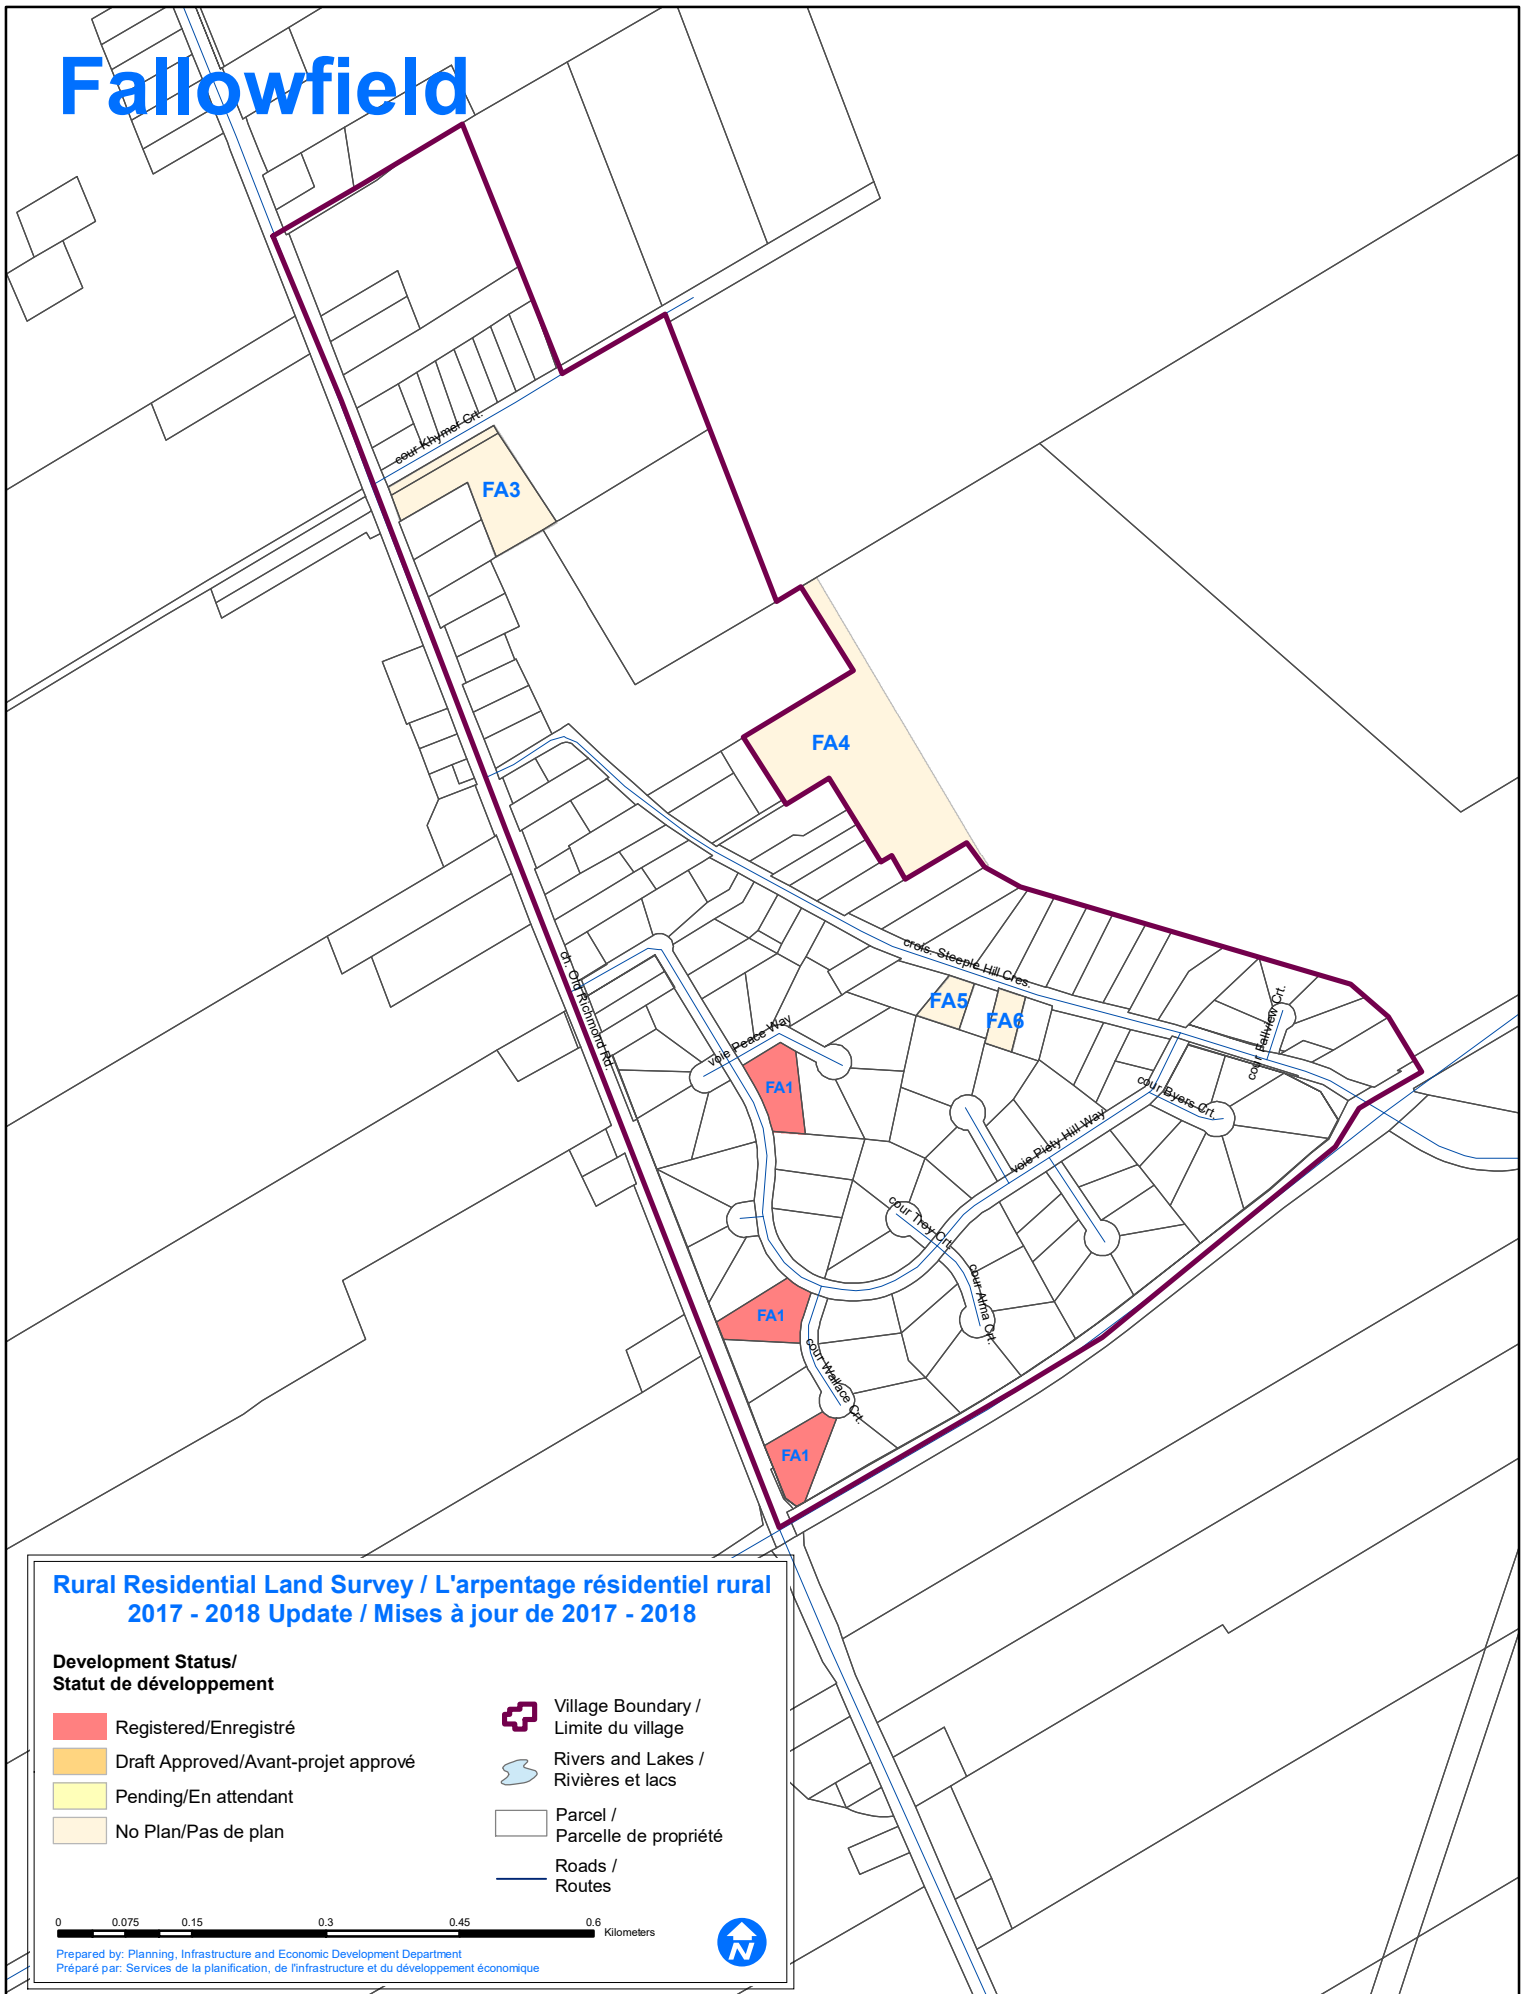 Fallowfield
cour Khymer Crt.
FA3
FA4
crois. Steeple Hill Cres.
ch. Old Richmond Rd.
FA5
FA6
cour Fallview Crt.
voie Peace Way
FA1
cour Byers Crt.
voie Piety Hill Way
cour Troy Crt.
cour Alma Crt.
FA1
cour Wallace Crt.
FA1
Rural Residential Land Survey / L'arpentage résidentiel rural
2017 - 2018 Update / Mises à jour de 2017 - 2018
Development Status/
Statut de développement
Registered/Enregistré
Draft Approved/Avant-projet apprové
Pending/En attendant
No Plan/Pas de plan
Village Boundary /
Limite du village
Rivers and Lakes /
Rivières et lacs
Parcel /
Parcelle de propriété
Roads /
Routes
0 0.075 0.15 0.3 0.45 0.6
Kilometers
Prepared by: Planning, Infrastructure and Economic Development Department
Préparé par: Services de la planification, de l'infrastructure et du développement économique
N